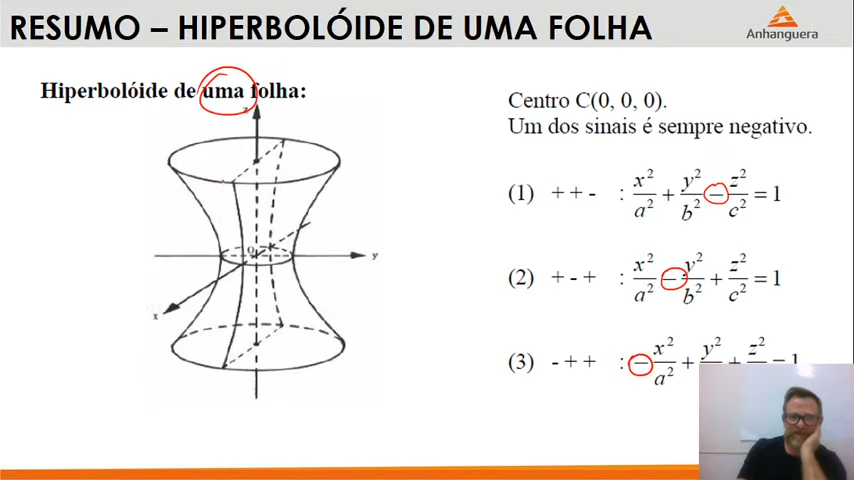 RESUMO – HIPERBOLÓIDE DE UMA FOLHA
Anhanguera
Hiperbolóide de uma folha:
z
O
y
x
Centro C(0, 0, 0).
Um dos sinais é sempre negativo.
(1) + + - : x²/a² + y²/b² − z²/c² = 1
(2) + - + : x²/a² − y²/b² + z²/c² = 1
(3) - + + : − x²/a² + y² + z² = 1